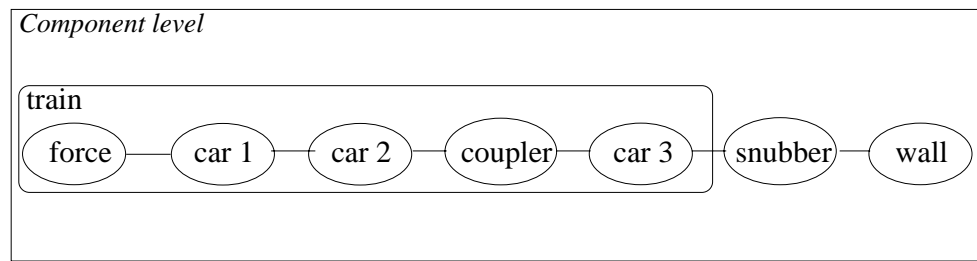 Component level
train
force car 1 car 2 coupler car 3 snubber wall